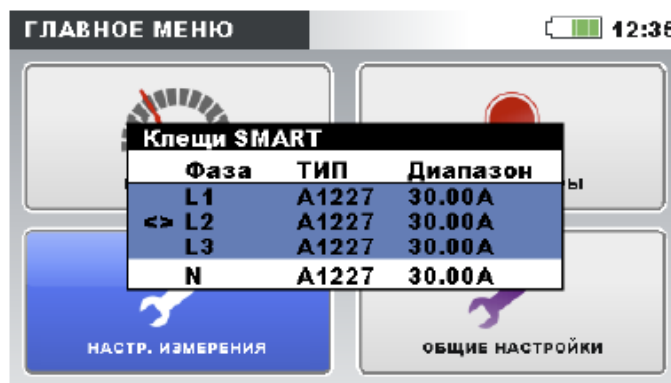 ГЛАВНОЕ МЕНЮ 12:36
Клещи SMART
Фаза ТИП Диапазон
L1 A1227 30.00A
<> L2 A1227 30.00A
L3 A1227 30.00A
N A1227 30.00A
НАСТР. ИЗМЕРЕНИЯ ОБЩИЕ НАСТРОЙКИ